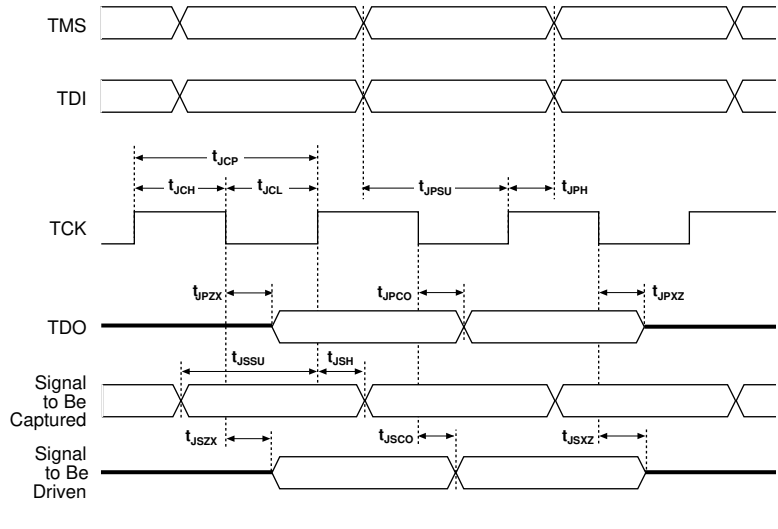 TMS
TDI
tJCP
tJCH tJCL tJPSU tJPH
TCK
tJPZX tJPCO tJPXZ
TDO
tJSSU tJSH
Signal
to Be
Captured
tJSZX tJSCO tJSXZ
Signal
to Be
Driven